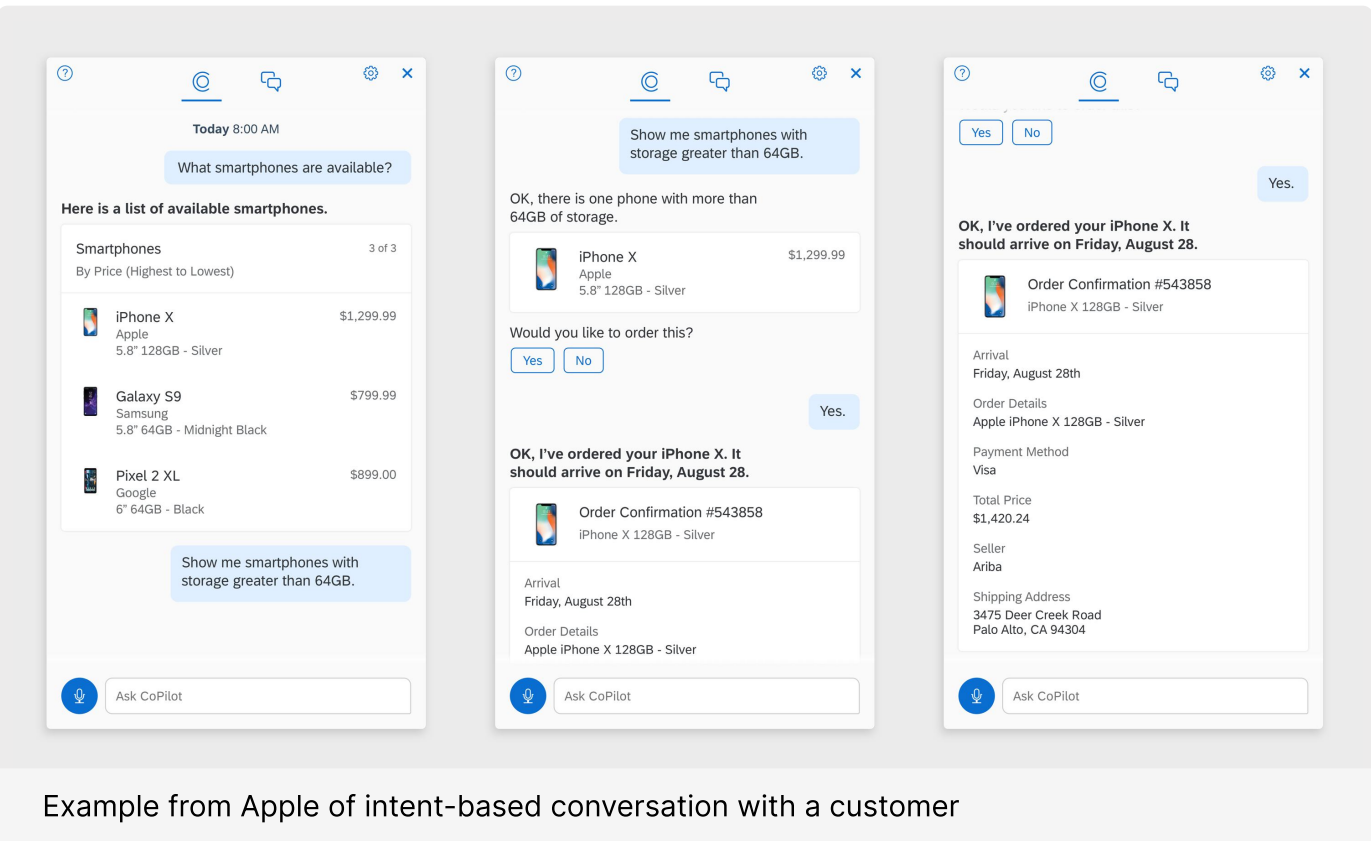 Today 8:00 AM
What smartphones are available?
Here is a list of available smartphones.
Smartphones
3 of 3
By Price (Highest to Lowest)
iPhone X
$1,299.99
Apple
5.8” 128GB - Silver
Galaxy S9
$799.99
Samsung
5.8” 64GB - Midnight Black
Pixel 2 XL
$899.00
Google
6” 64GB - Black
Show me smartphones with
storage greater than 64GB.
Ask CoPilot
Show me smartphones with
storage greater than 64GB.
OK, there is one phone with more than
64GB of storage.
iPhone X
$1,299.99
Apple
5.8” 128GB - Silver
Would you like to order this?
Yes
No
Yes.
OK, I’ve ordered your iPhone X. It
should arrive on Friday, August 28.
Order Confirmation #543858
iPhone X 128GB - Silver
Arrival
Friday, August 28th
Order Details
Apple iPhone X 128GB - Silver
Ask CoPilot
Yes
No
Yes.
OK, I’ve ordered your iPhone X. It
should arrive on Friday, August 28.
Order Confirmation #543858
iPhone X 128GB - Silver
Arrival
Friday, August 28th
Order Details
Apple iPhone X 128GB - Silver
Payment Method
Visa
Total Price
$1,420.24
Seller
Ariba
Shipping Address
3475 Deer Creek Road
Palo Alto, CA 94304
Ask CoPilot
Example from Apple of intent-based conversation with a customer